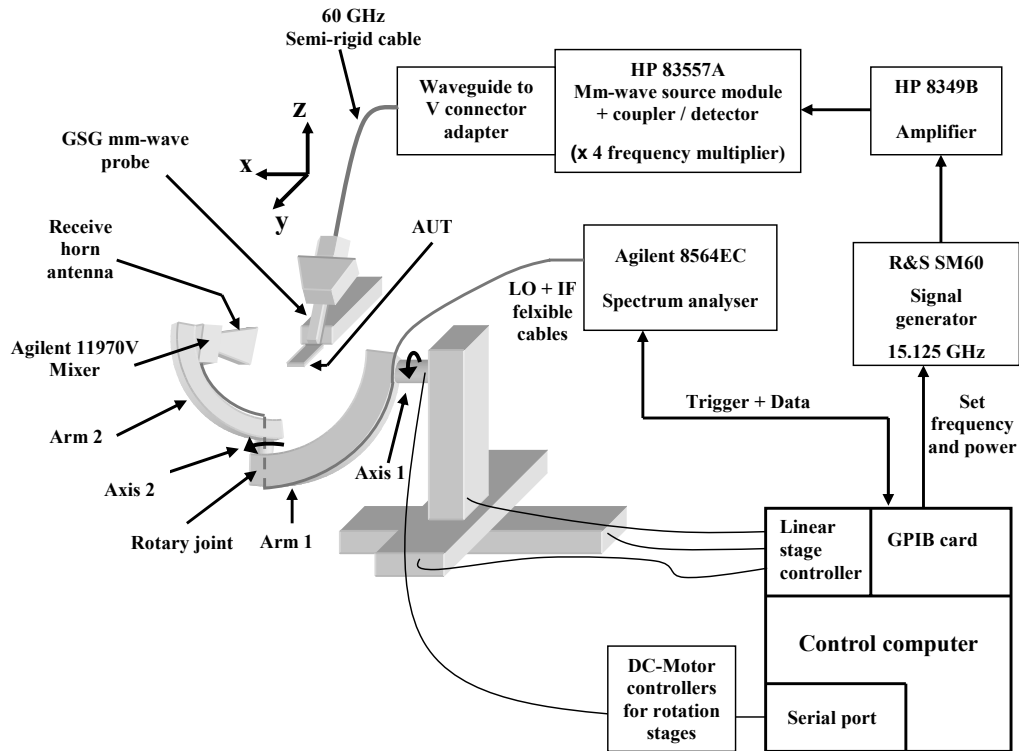 60 GHz
Semi-rigid cable
Waveguide to
V connector
adapter
HP 83557A
Mm-wave source module
+ coupler / detector
(x 4 frequency multiplier)
HP 8349B
Amplifier
GSG mm-wave
probe
z
x
y
Receive
horn
antenna
AUT
Agilent 8564EC
Spectrum analyser
LO + IF
felxible
cables
R&S SM60
Signal
generator
15.125 GHz
Agilent 11970V
Mixer
Arm 2
Axis 2
Rotary joint
Arm 1
Axis 1
Trigger + Data
Set
frequency
and power
Linear
stage
controller
GPIB card
Control computer
DC-Motor
controllers
for rotation
stages
Serial port